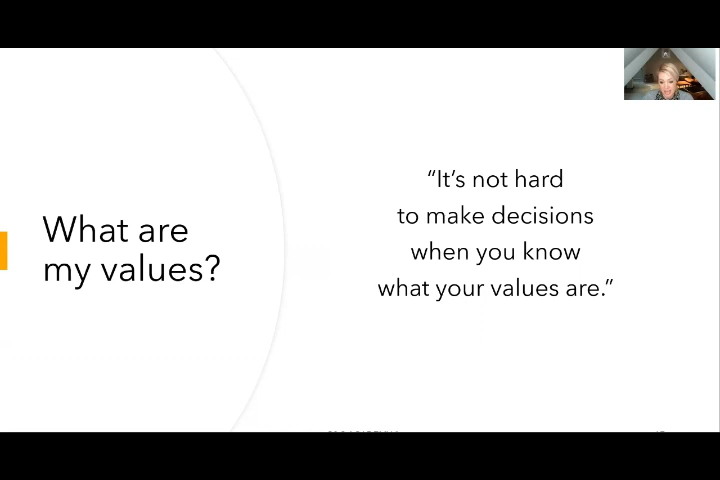 What are
my values?
“It’s not hard
to make decisions
when you know
what your values are.”